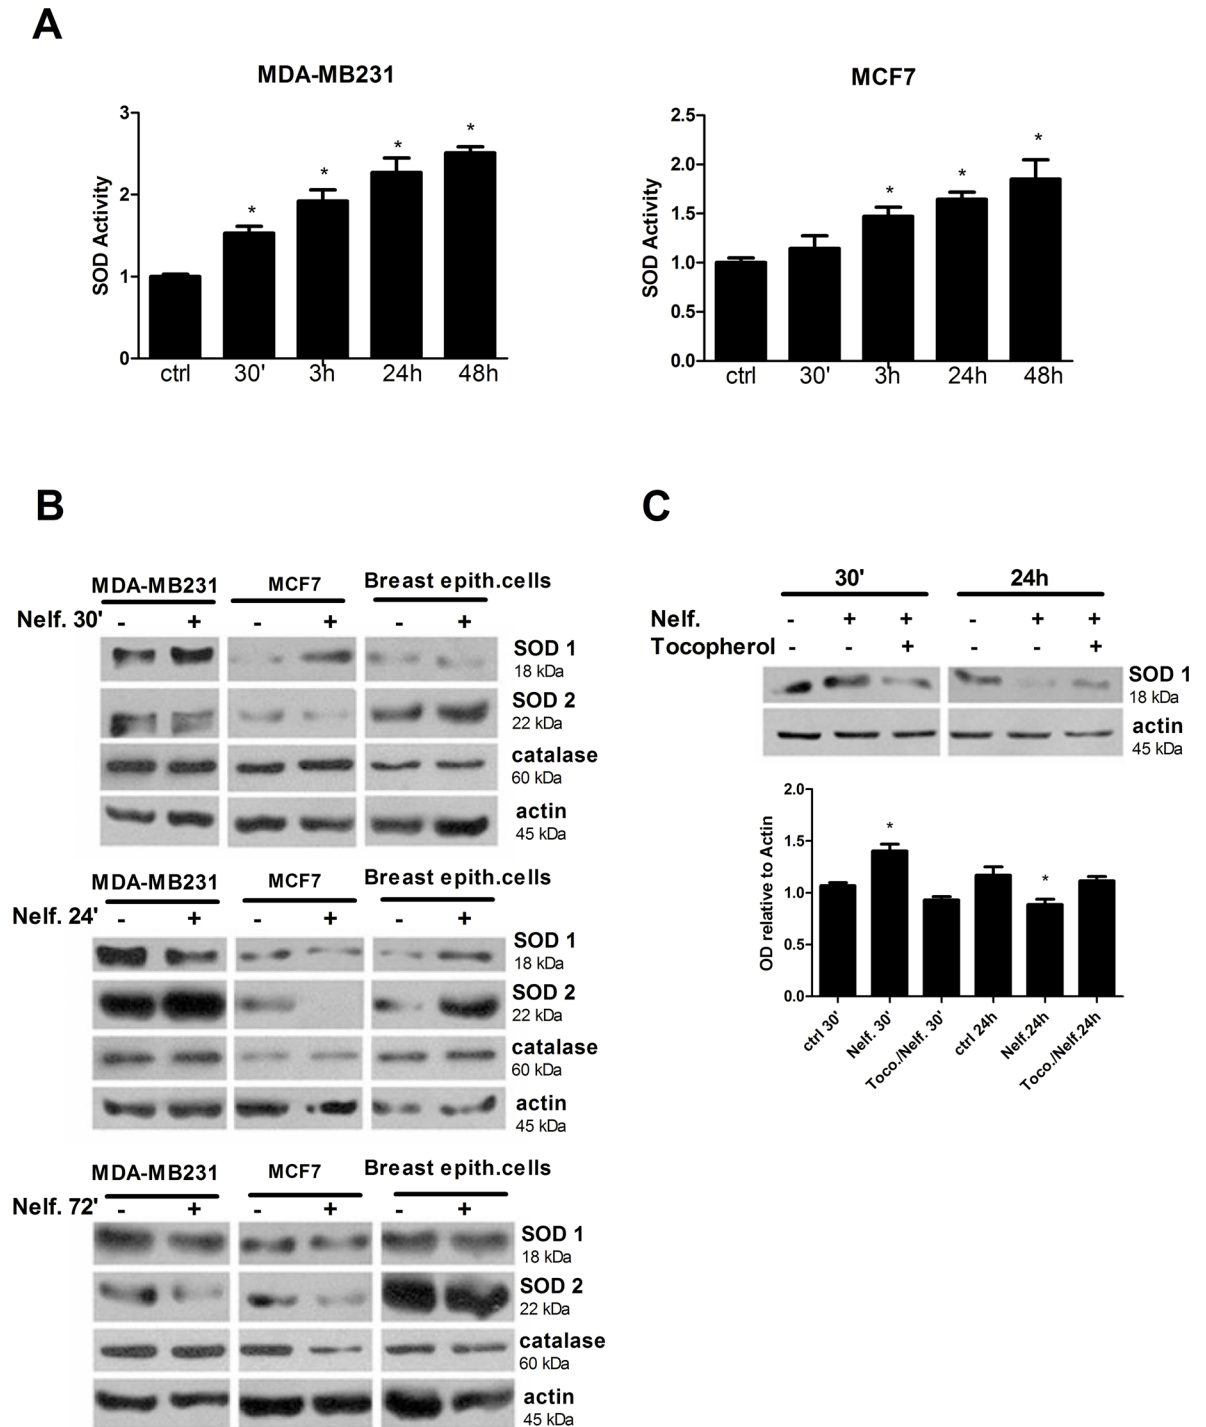 A
MDA-MB231
MCF7
3
2
1
0
SOD Activity
* * * *
ctrl 30' 3h 24h 48h
2.5
2.0
1.5
1.0
0.5
0.0
SOD Activity
* * *
ctrl 30' 3h 24h 48h
B
MDA-MB231 MCF7 Breast epith.cells
Nelf. 30' - + - + - +
SOD 1
18 kDa
SOD 2
22 kDa
catalase
60 kDa
actin
45 kDa
MDA-MB231 MCF7 Breast epith.cells
Nelf. 24' - + - + - +
SOD 1
18 kDa
SOD 2
22 kDa
catalase
60 kDa
actin
45 kDa
MDA-MB231 MCF7 Breast epith.cells
Nelf. 72' - + - + - +
SOD 1
18 kDa
SOD 2
22 kDa
catalase
60 kDa
actin
45 kDa
C
30' 24h
Nelf. - + + - + +
Tocopherol - - + - - +
SOD 1
18 kDa
actin
45 kDa
2.0
1.5
1.0
0.5
0.0
OD relative to Actin
* *
ctrl 30'
Nelf. 30'
Toco./Nelf. 30'
ctrl 24h
Nelf.24h
Toco./Nelf.24h